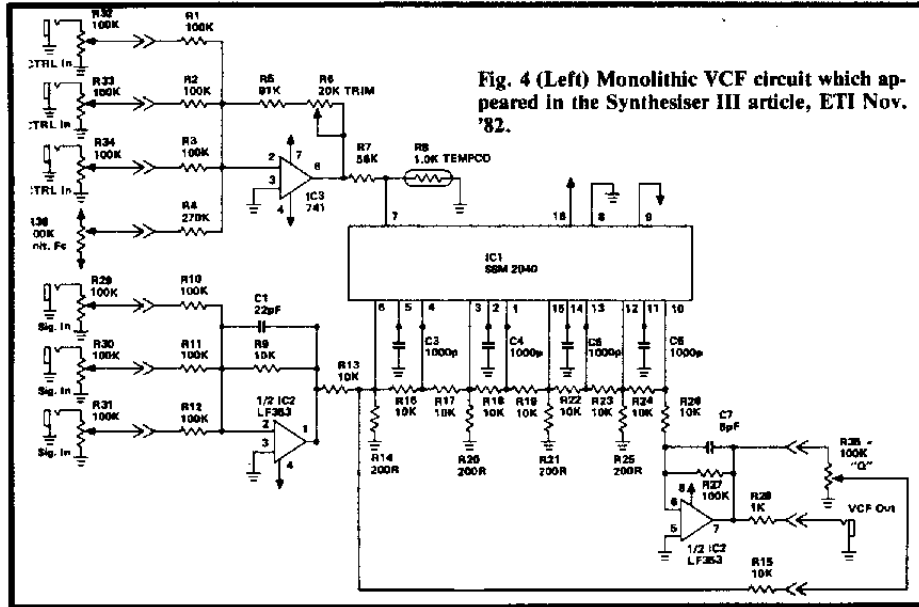 R32
100K
CTRL In
R1
100K
R33
100K
CTRL In
R2
100K
R34
100K
CTRL In
R3
100K
R4
270K
R5
91K
R6
20K TRIM
2
3
7
6
4
IC3
741
R7
56K
R8
1.0K TEMPCO
Fig. 4 (Left) Monolithic VCF circuit which ap-
peared in the Synthesiser III article, ETI Nov.
'82.
7
16
8
9
IC1
SSM 2040
6
5
4
3
2
1
15
14
13
12
11
10
R29
100K
Sig. In
R10
100K
C1
22pF
R30
100K
Sig. In
R11
100K
R9
10K
R31
100K
Sig. In
R12
100K
1/2 IC2
LF353
2
3
1
4
R13
10K
C3
1000p
C4
1000p
C5
1000p
C6
1000p
R16
10K
R17
10K
R18
10K
R19
10K
R22
10K
R23
10K
R24
10K
R26
10K
R14
200R
R20
200R
R21
200R
R25
200R
C7
5pF
R27
100K
8
6
5
7
1/2 IC2
LF353
R28
1K
VCF Out
100K
"Q"
R15
10K